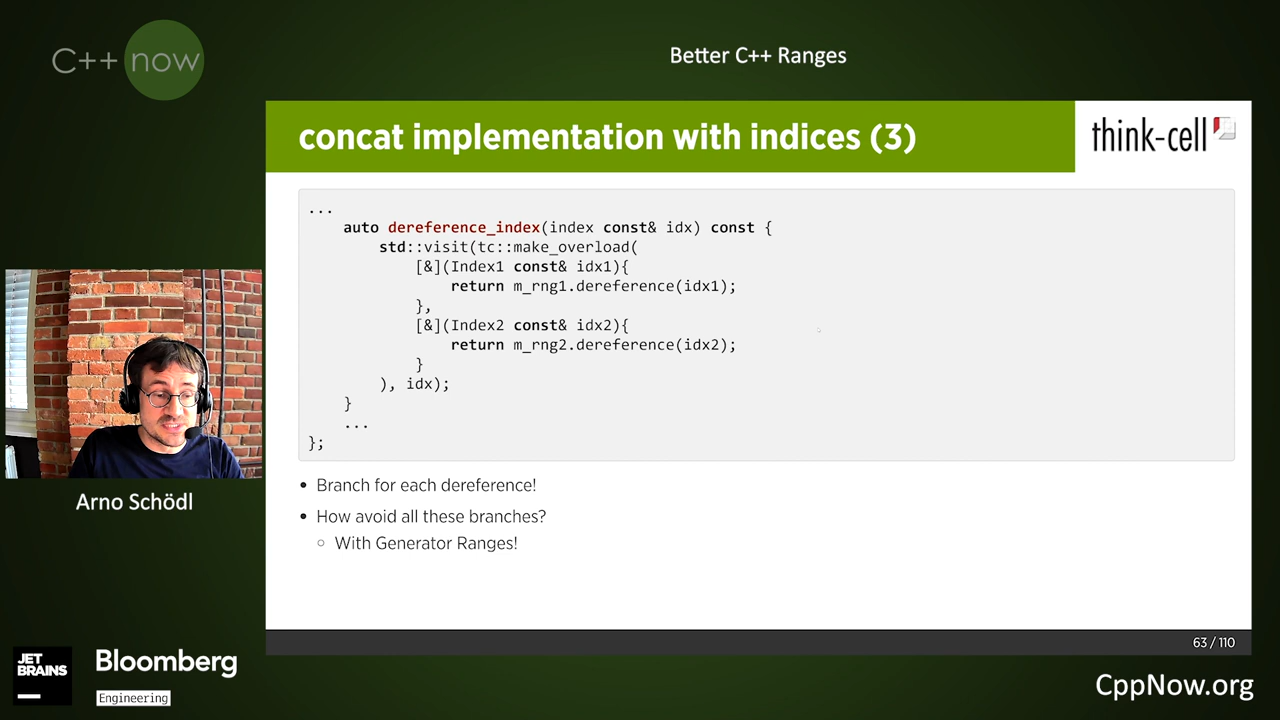 C++ now
Better C++ Ranges
concat implementation with indices (3)
think-cell
...
    auto dereference_index(index const& idx) const {
        std::visit(tc::make_overload(
            [&](Index1 const& idx1){
                return m_rng1.dereference(idx1);
            },
            [&](Index2 const& idx2){
                return m_rng2.dereference(idx2);
            }
        ), idx);
    }
    ...
};
• Branch for each dereference!
• How avoid all these branches?
○ With Generator Ranges!
63 / 110
Arno Schödl
JET
BRAINS
Bloomberg
Engineering
CppNow.org